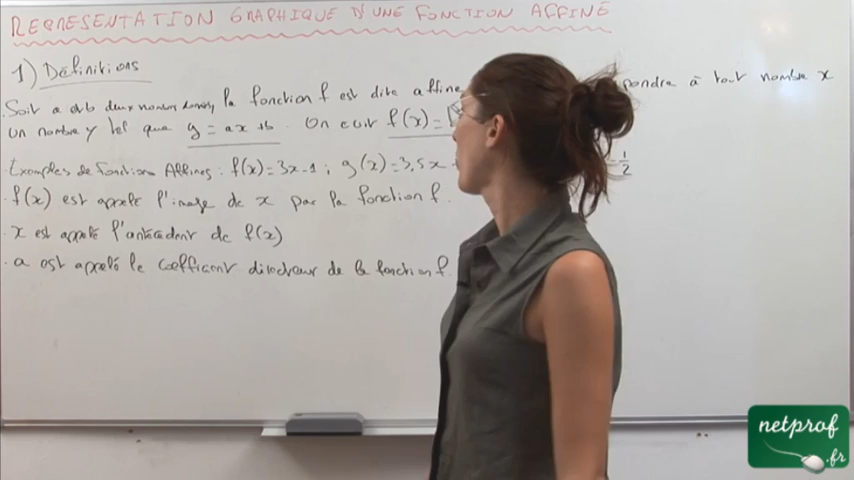 REPRESENTATION GRAPHIQUE D'UNE FONCTION AFFINE
1) Définitions
Soit a et b deux nombres donnés, la fonction f est dite affine pondre à tout nombre x
un nombre y tel que y = ax + b. On écrit f(x) =
Exemples de Fonctions Affines : f(x) = 3x - 1 ; g(x) = 3,5x 1/2
. f(x) est appelé l'image de x par la fonction f.
. x est appelé l'antécédent de f(x)
. a est appelé le coefficient directeur de la fonction f.
netprof
.fr